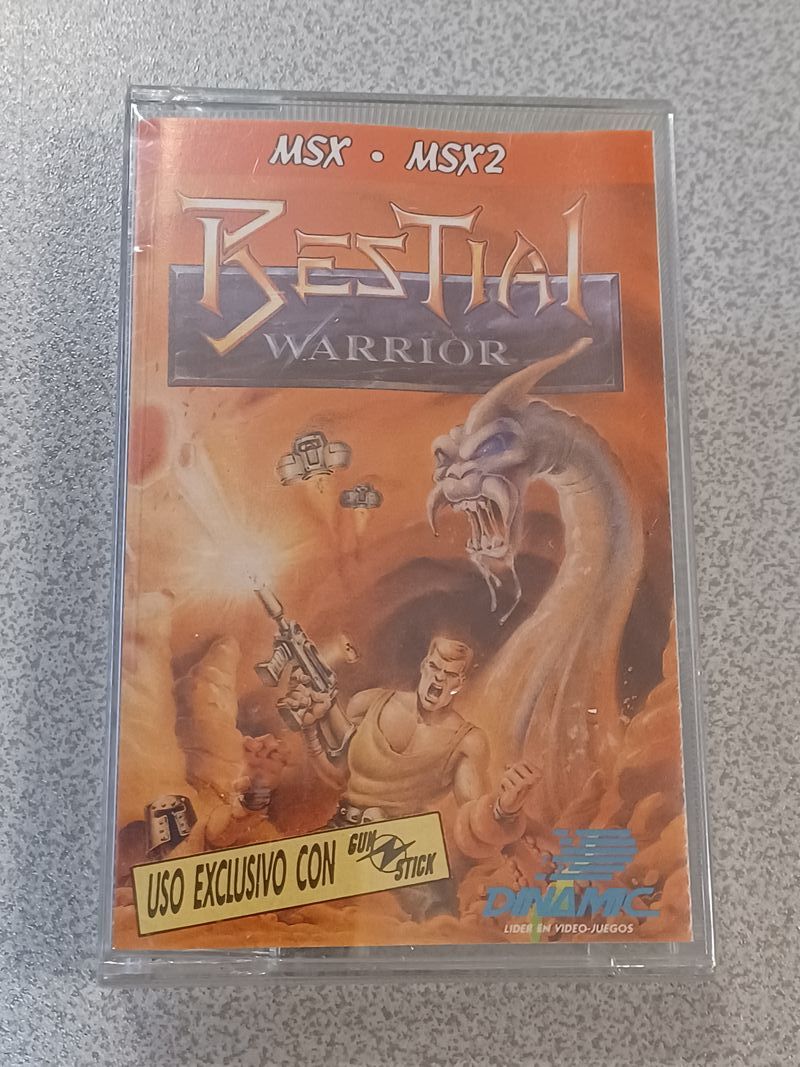 MSX • MSX2
BESTIAL
WARRIOR
USO EXCLUSIVO CON GUN STICK
DINAMIC
LIDER EN VIDEO-JUEGOS